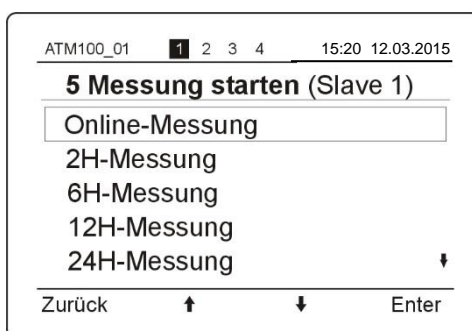 ATM100_01 1 2 3 4 15:20 12.03.2015
5 Messung starten (Slave 1)
Online-Messung
2H-Messung
6H-Messung
12H-Messung
24H-Messung
Zurück Enter